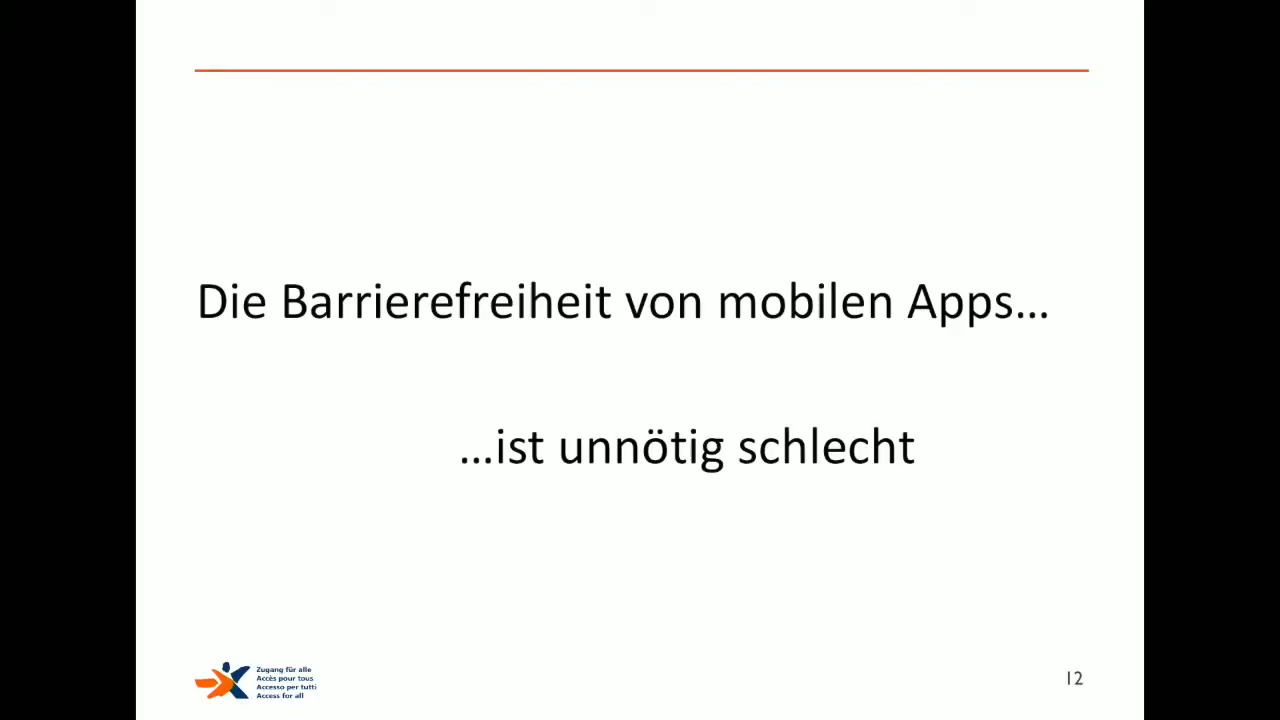 Die Barrierefreiheit von mobilen Apps…
…ist unnötig schlecht
Zugang für alle
Accès pour tous
Accesso per tutti
Access for all
12